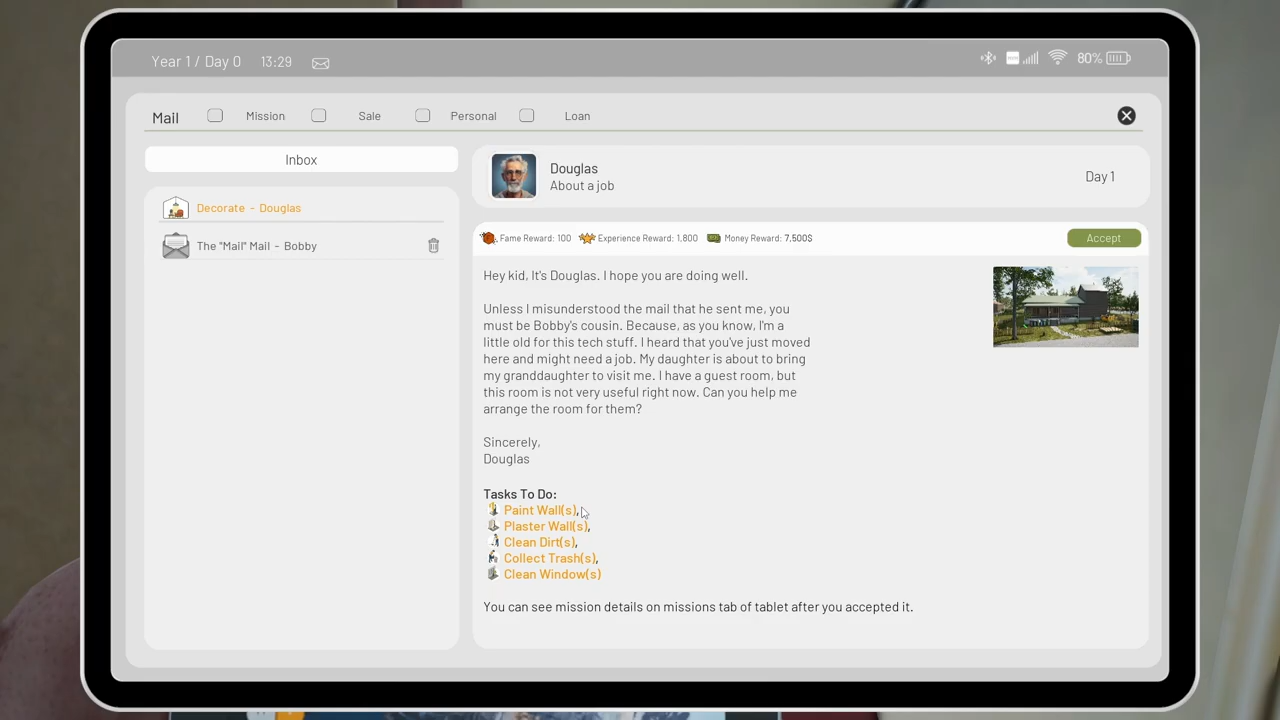 Year 1 / Day 0 13:29 80%
Mail Mission Sale Personal Loan
Inbox
Decorate - Douglas
The "Mail" Mail - Bobby
Douglas
About a job
Day 1
Fame Reward: 100 Experience Reward: 1,800 Money Reward: 7,500$
Accept
Hey kid, It's Douglas. I hope you are doing well.
Unless I misunderstood the mail that he sent me, you
must be Bobby's cousin. Because, as you know, I'm a
little old for this tech stuff. I heard that you've just moved
here and might need a job. My daughter is about to bring
my granddaughter to visit me. I have a guest room, but
this room is not very useful right now. Can you help me
arrange the room for them?
Sincerely,
Douglas
Tasks To Do:
Paint Wall(s),
Plaster Wall(s),
Clean Dirt(s),
Collect Trash(s),
Clean Window(s)
You can see mission details on missions tab of tablet after you accepted it.